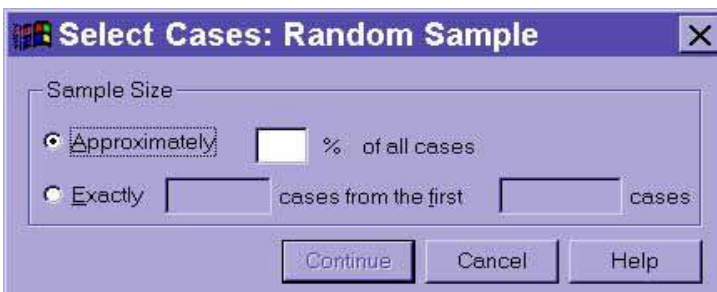 Select Cases: Random Sample
Sample Size
Approximately % of all cases
Exactly cases from the first cases
Continue Cancel Help